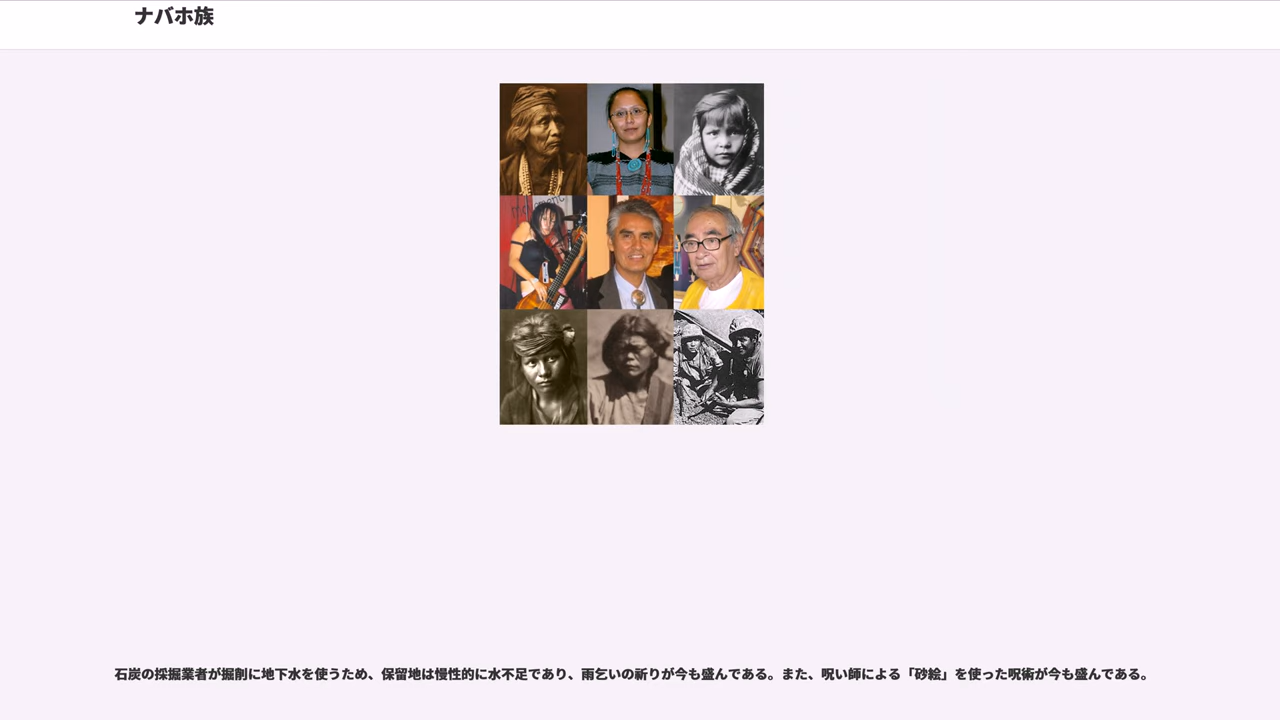 ナバホ族
石炭の採掘業者が掘削に地下水を使うため、保留地は慢性的に水不足であり、雨乞いの祈りが今も盛んである。また、呪い師による「砂絵」を使った呪術が今も盛んである。